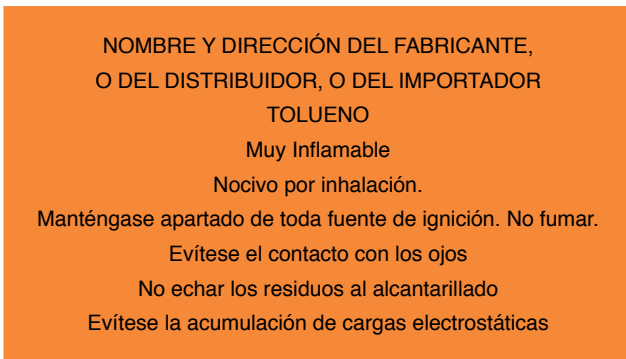 NOMBRE Y DIRECCIÓN DEL FABRICANTE,
O DEL DISTRIBUIDOR, O DEL IMPORTADOR
TOLUENO
Muy Inflamable
Nocivo por inhalación.
Manténgase apartado de toda fuente de ignición. No fumar.
Evítese el contacto con los ojos
No echar los residuos al alcantarillado
Evítese la acumulación de cargas electrostáticas